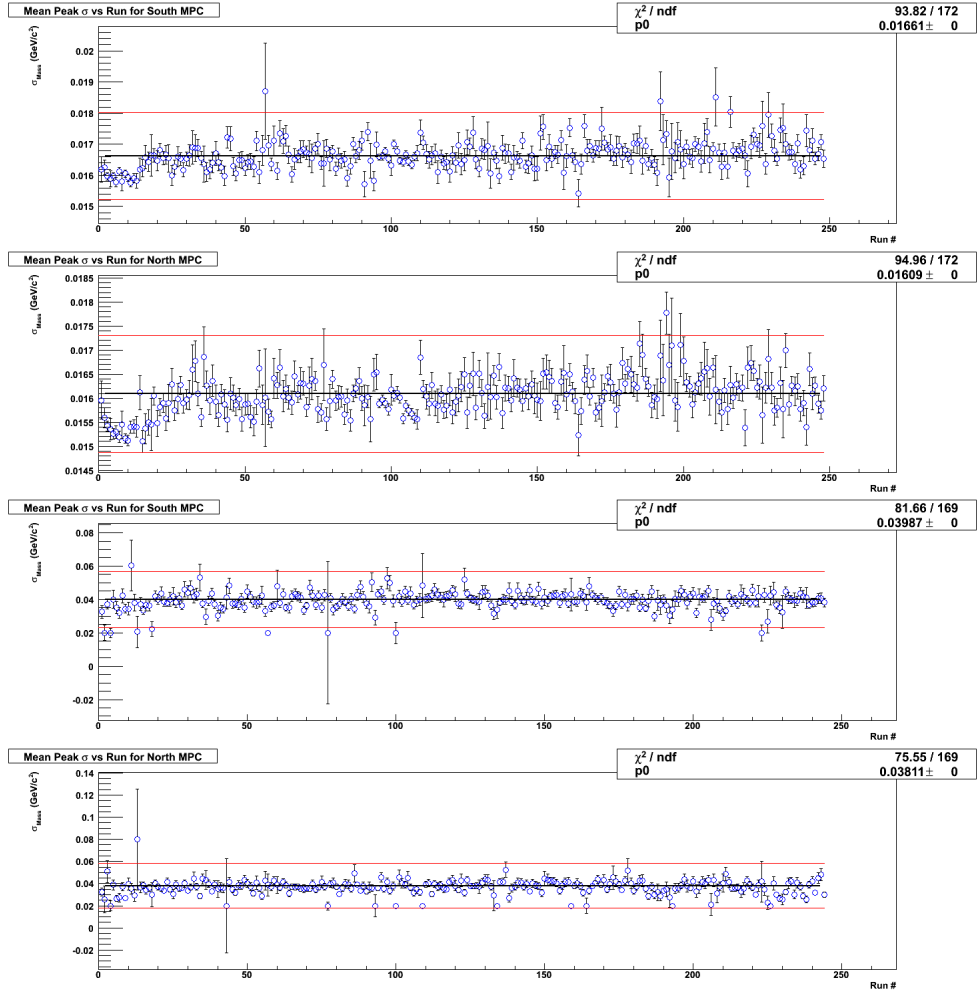 Mean Peak σ vs Run for South MPC
χ² / ndf 93.82 / 172
p0 0.01661 ± 0
σMass (GeV/c²)
0.02
0.019
0.018
0.017
0.016
0.015
0 50 100 150 200 250
Run #
Mean Peak σ vs Run for North MPC
χ² / ndf 94.96 / 172
p0 0.01609 ± 0
σMass (GeV/c²)
0.0185
0.018
0.0175
0.017
0.0165
0.016
0.0155
0.015
0.0145
0 50 100 150 200 250
Run #
Mean Peak σ vs Run for South MPC
χ² / ndf 81.66 / 169
p0 0.03987 ± 0
σMass (GeV/c²)
0.08
0.06
0.04
0.02
0
-0.02
0 50 100 150 200 250
Run #
Mean Peak σ vs Run for North MPC
χ² / ndf 75.55 / 169
p0 0.03811 ± 0
σMass (GeV/c²)
0.14
0.12
0.1
0.08
0.06
0.04
0.02
0
-0.02
0 50 100 150 200 250
Run #